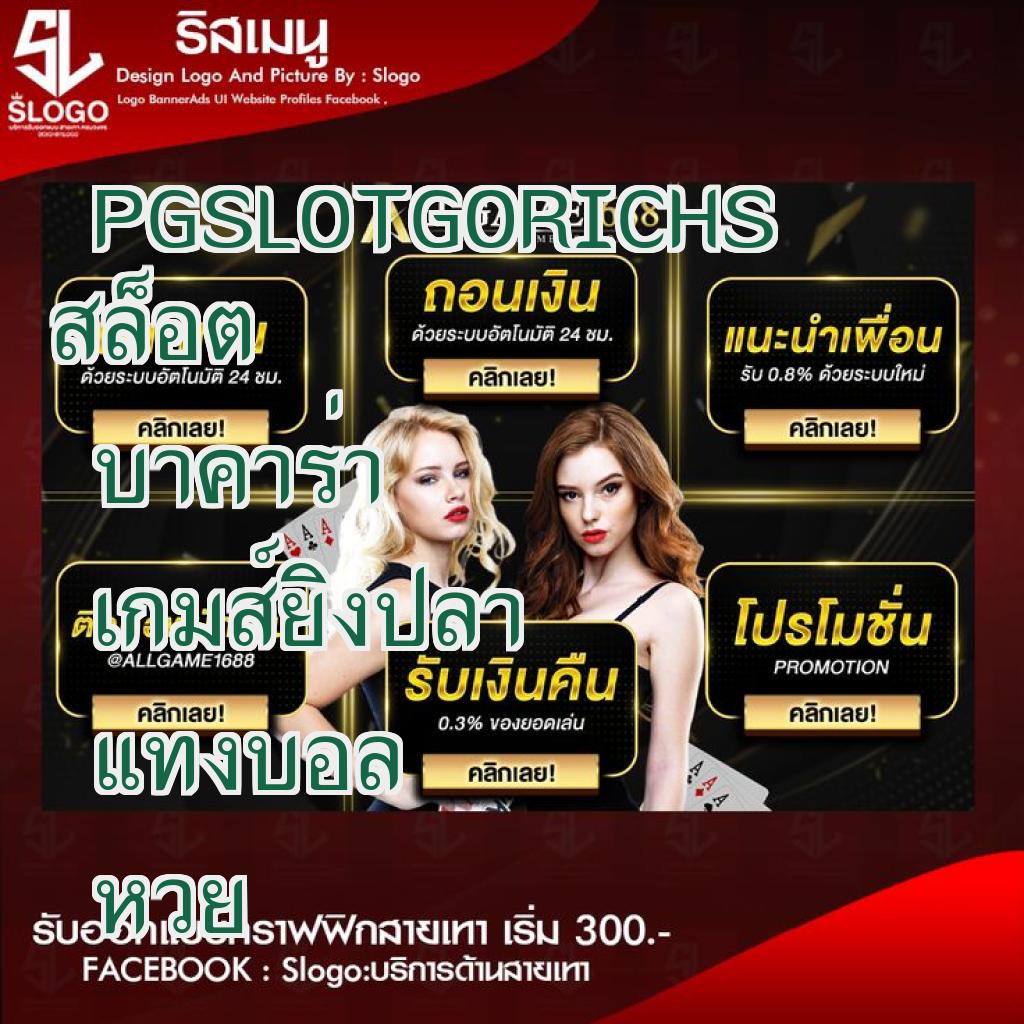 SL
SLOGO
ริสเมนู
Design Logo And Picture By : Slogo
Logo BannerAds UI Website Profiles Facebook .
PGSLOTGORICHS
สล็อต
ด้วยระบบอัตโนมัติ 24 ชม.
คลิกเลย!
ถอนเงิน
ด้วยระบบอัตโนมัติ 24 ชม.
คลิกเลย!
แนะนำเพื่อน
รับ 0.8% ด้วยระบบใหม่
คลิกเลย!
บาคาร่า
เกมส์ยิงปลา
@ALLGAME1688
คลิกเลย!
รับเงินคืน
0.3% ของยอดเล่น
คลิกเลย!
โปรโมชั่น
PROMOTION
คลิกเลย!
แทงบอล
หวย
เริ่ม 300.-
FACEBOOK : Slogo:บริการด้านสายเทา